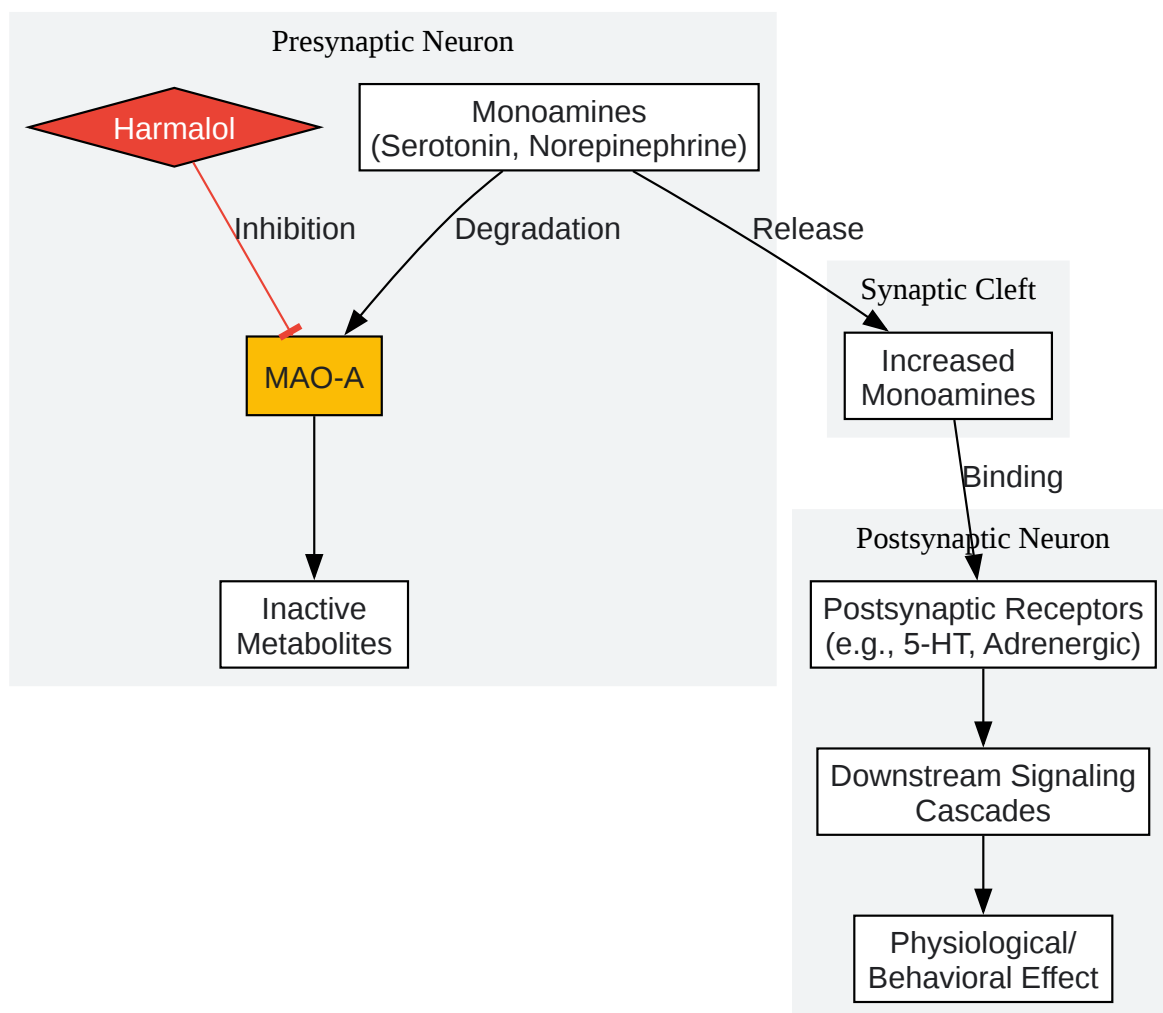 Presynaptic Neuron
Harmalol
Monoamines
(Serotonin, Norepinephrine)
Inhibition
Degradation
Release
Synaptic Cleft
MAO-A
Increased
Monoamines
Binding
Postsynaptic Neuron
Inactive
Metabolites
Postsynaptic Receptors
(e.g., 5-HT, Adrenergic)
Downstream Signaling
Cascades
Physiological/
Behavioral Effect